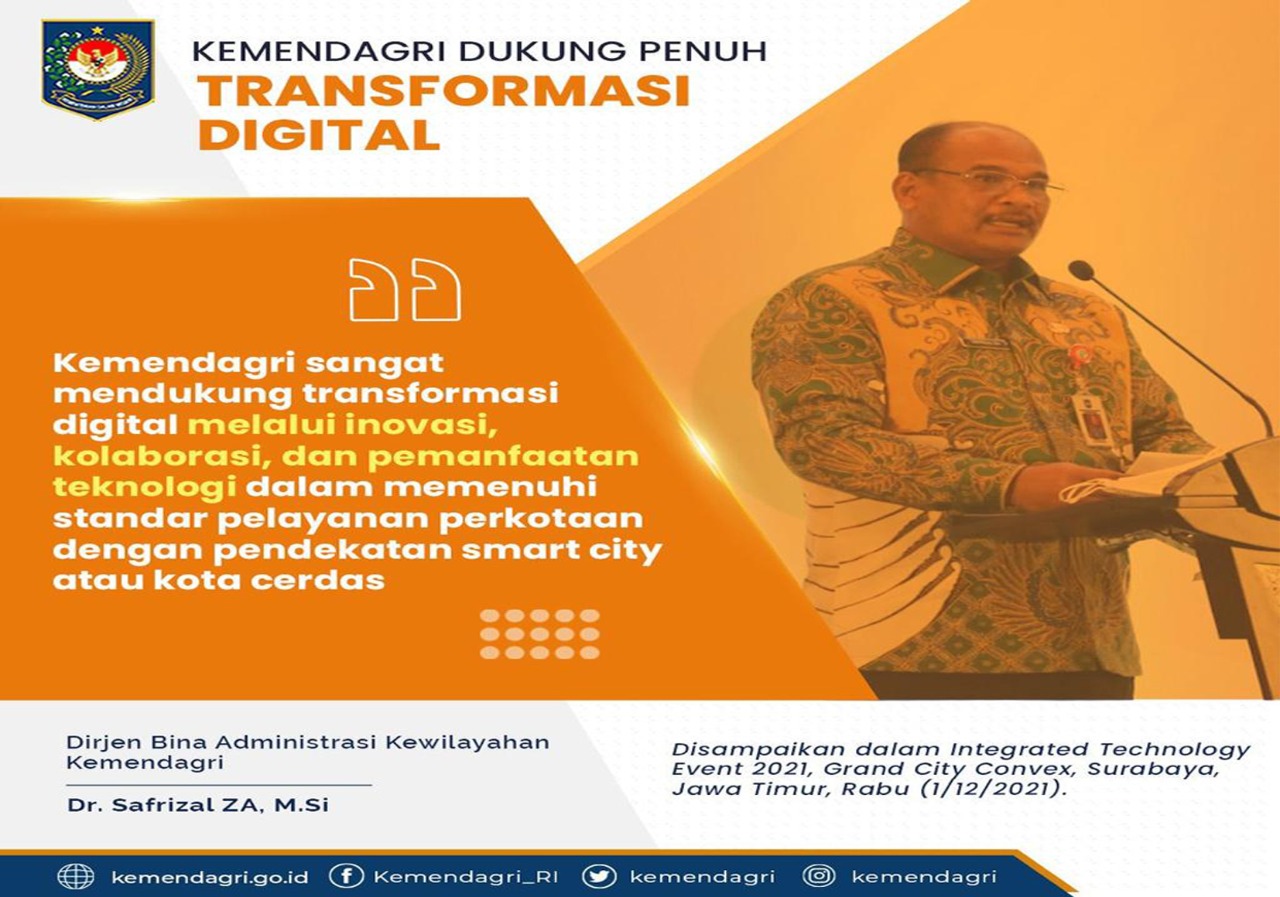 KEMENDAGRI DUKUNG PENUH
TRANSFORMASI
DIGITAL
Kemendagri sangat
mendukung transformasi
digital melalui inovasi,
kolaborasi, dan pemanfaatan
teknologi dalam memenuhi
standar pelayanan perkotaan
dengan pendekatan smart city
atau kota cerdas
Dirjen Bina Administrasi Kewilayahan
Kemendagri
Dr. Safrizal ZA, M.Si
Disampaikan dalam Integrated Technology
Event 2021, Grand City Convex, Surabaya,
Jawa Timur, Rabu (1/12/2021).
kemendagri.go.id Kemendagri_RI kemendagri kemendagri